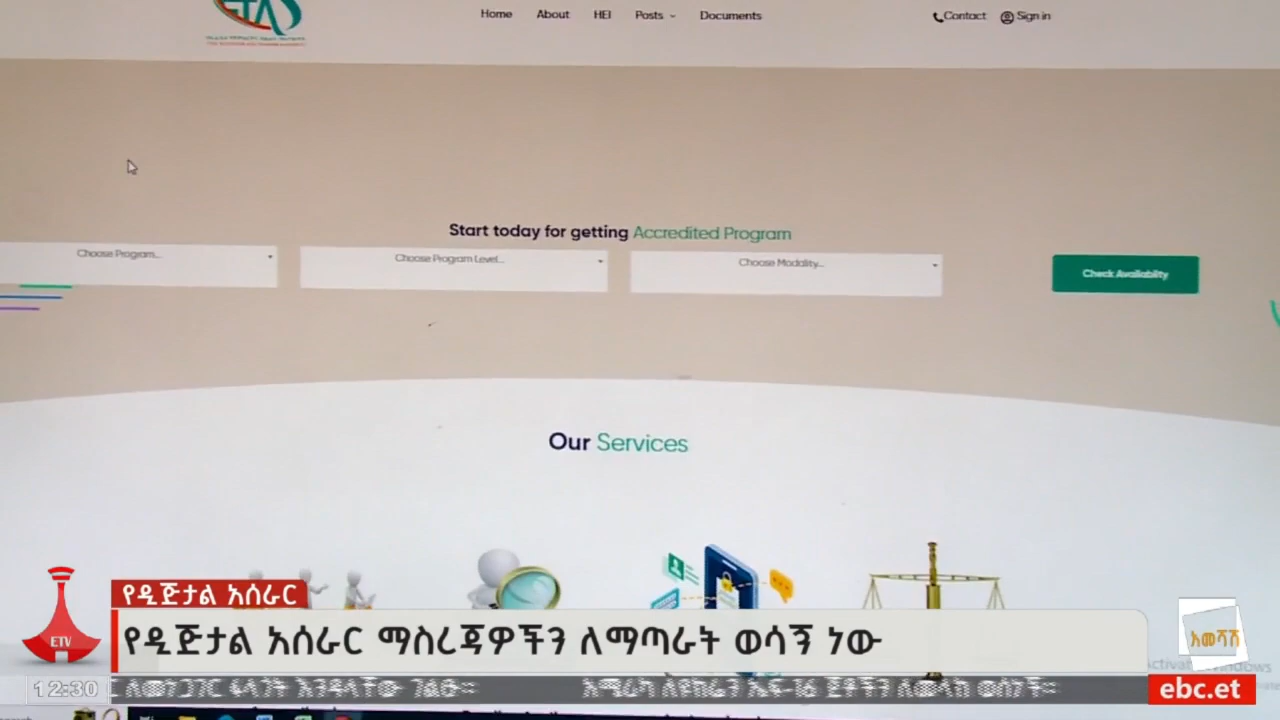 ETA
Home About HEI Posts Documents Contact Sign in
Start today for getting Accredited Program
Choose Program...
Choose Program Level...
Choose Modality...
Check Availability
Our Services
የዲጅታል አሰራር
ETV
የዲጅታል አሰራር ማስረጃዎችን ለማጣራት ወሳኝ ነው
አመሻሽ
12:30
ebc.et